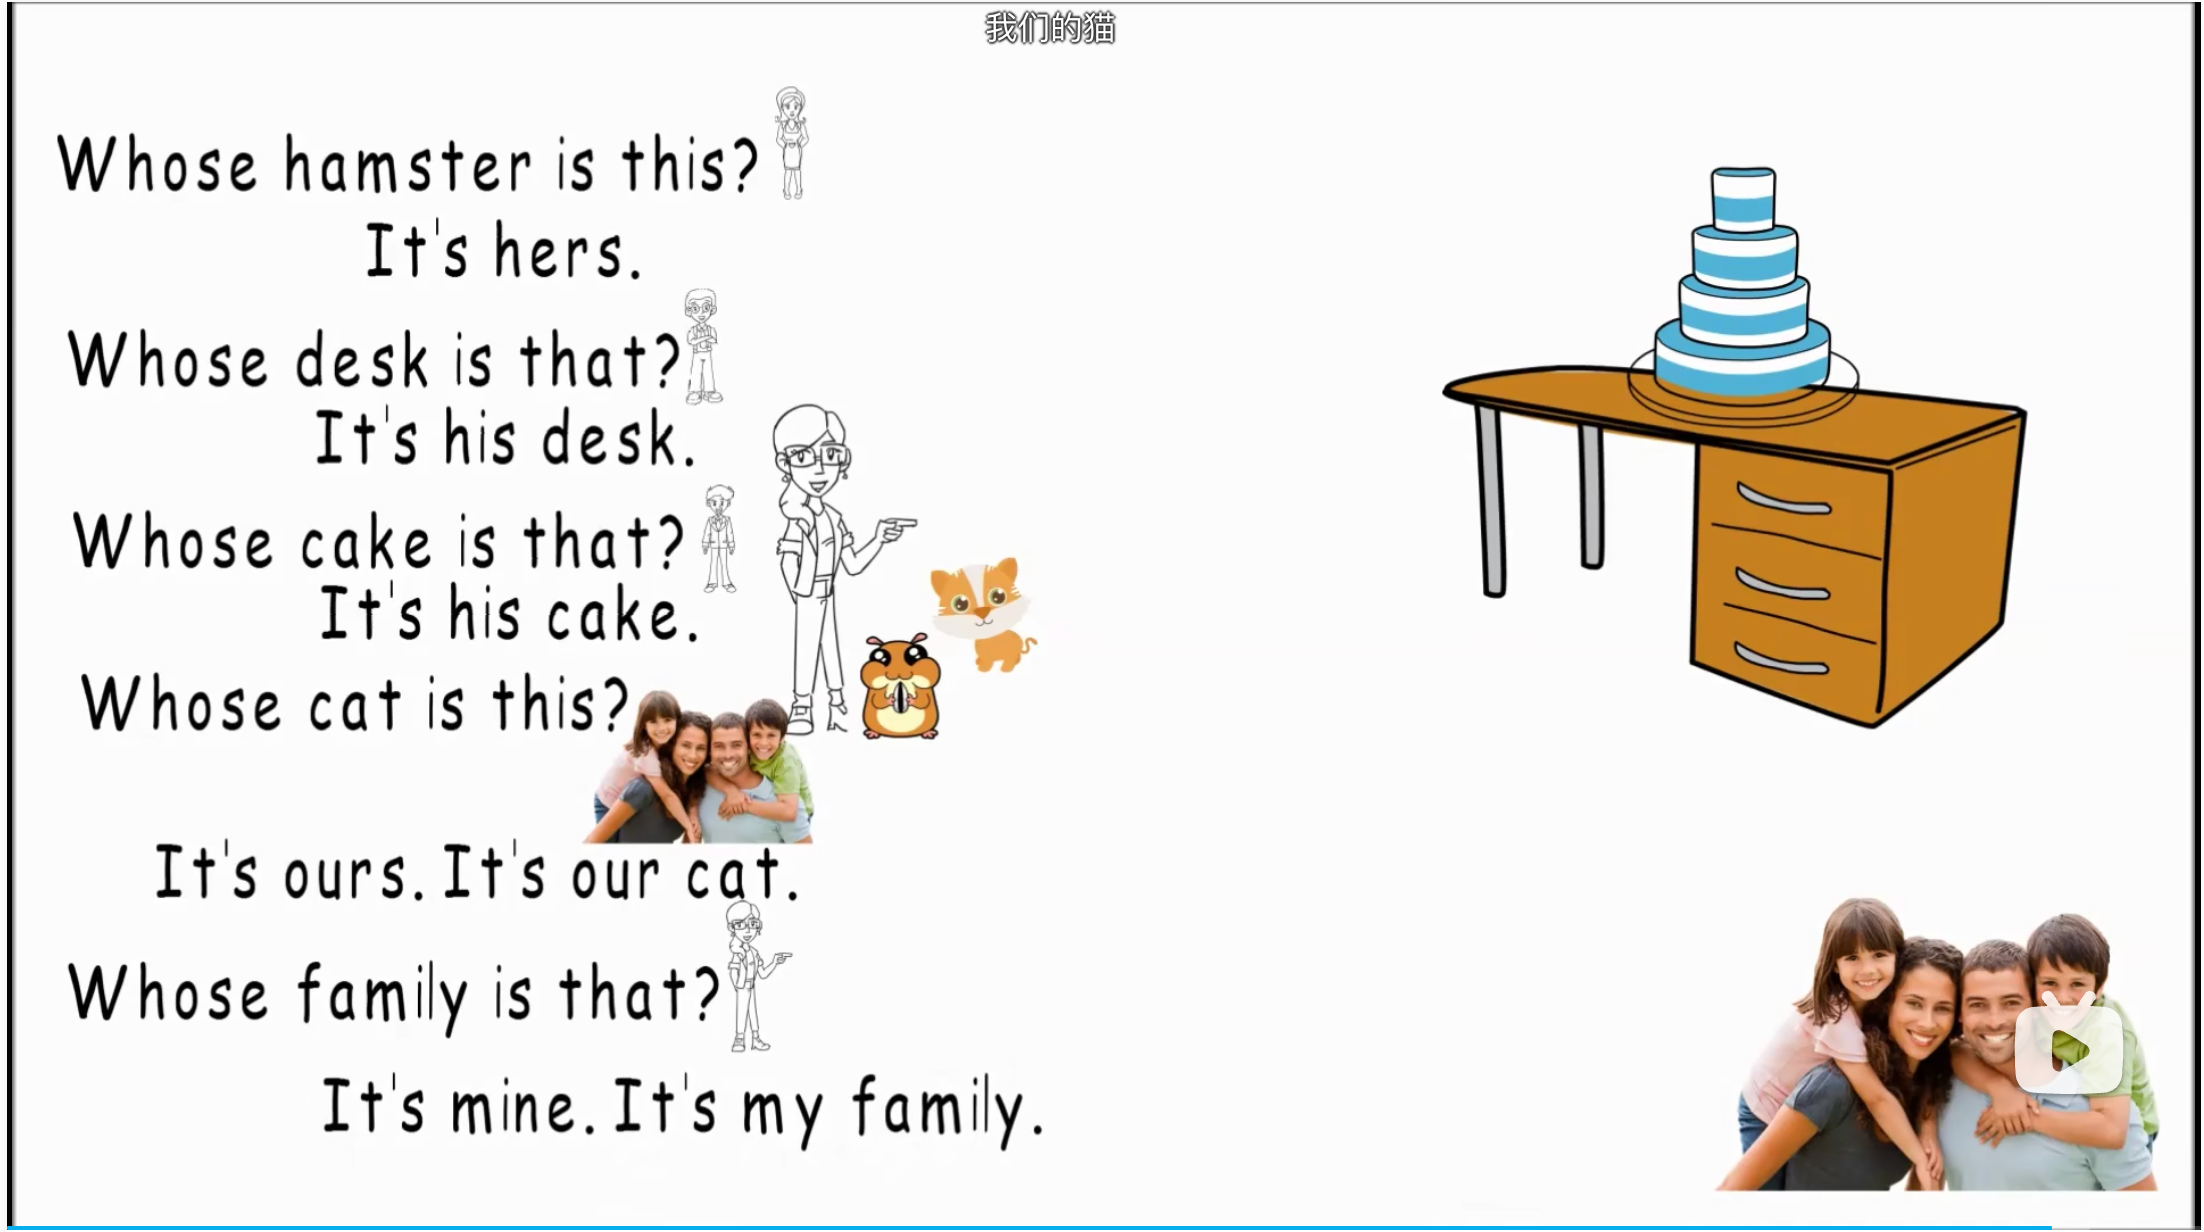 我们的猫
Whose hamster is this?
It's hers.
Whose desk is that?
It's his desk.
Whose cake is that?
It's his cake.
Whose cat is this?
It's ours. It's our cat.
Whose family is that?
It's mine. It's my family.